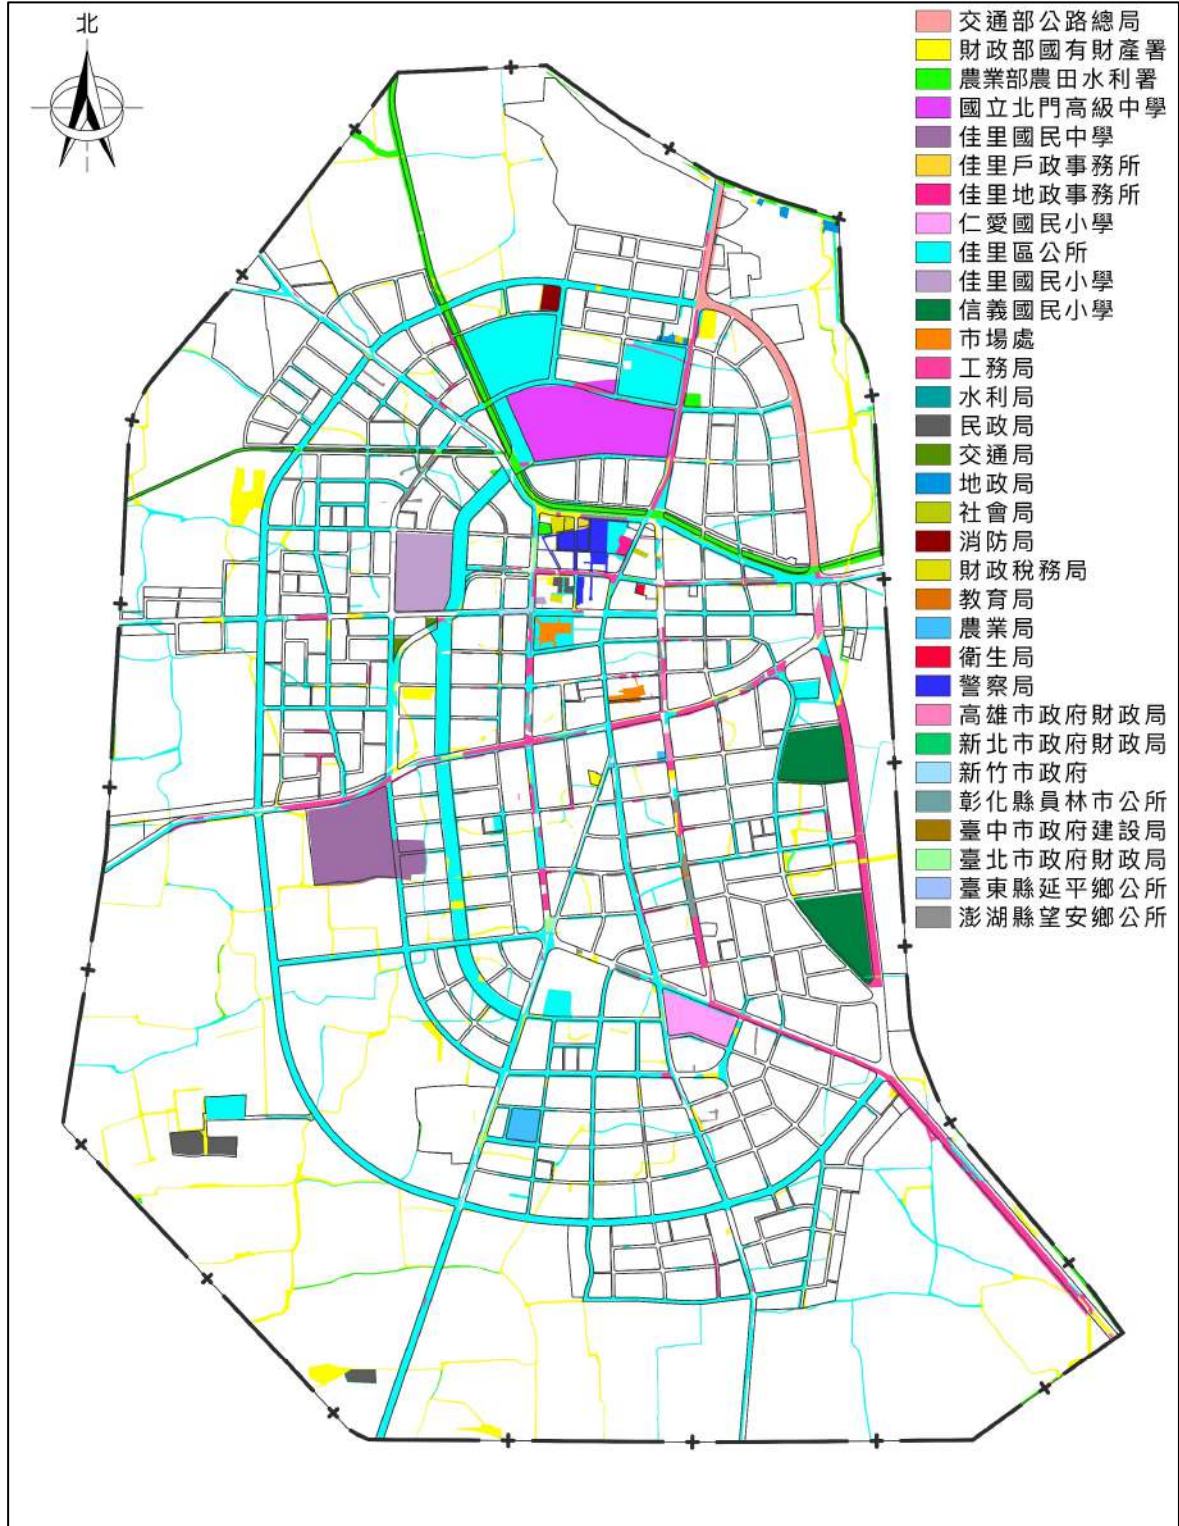 北
交通部公路總局
財政部國有財產署
農業部農田水利署
國立北門高級中學
佳里國民中學
佳里戶政事務所
佳里地政事務所
仁愛國民小學
佳里區公所
佳里國民小學
信義國民小學
市場處
工務局
水利局
民政局
交通局
地政局
社會局
消防局
財政稅務局
教育局
農業局
衛生局
警察局
高雄市政府財政局
新北市政府財政局
新竹市政府
彰化縣員林市公所
臺中市政府建設局
臺北市政府財政局
臺東縣延平鄉公所
澎湖縣望安鄉公所